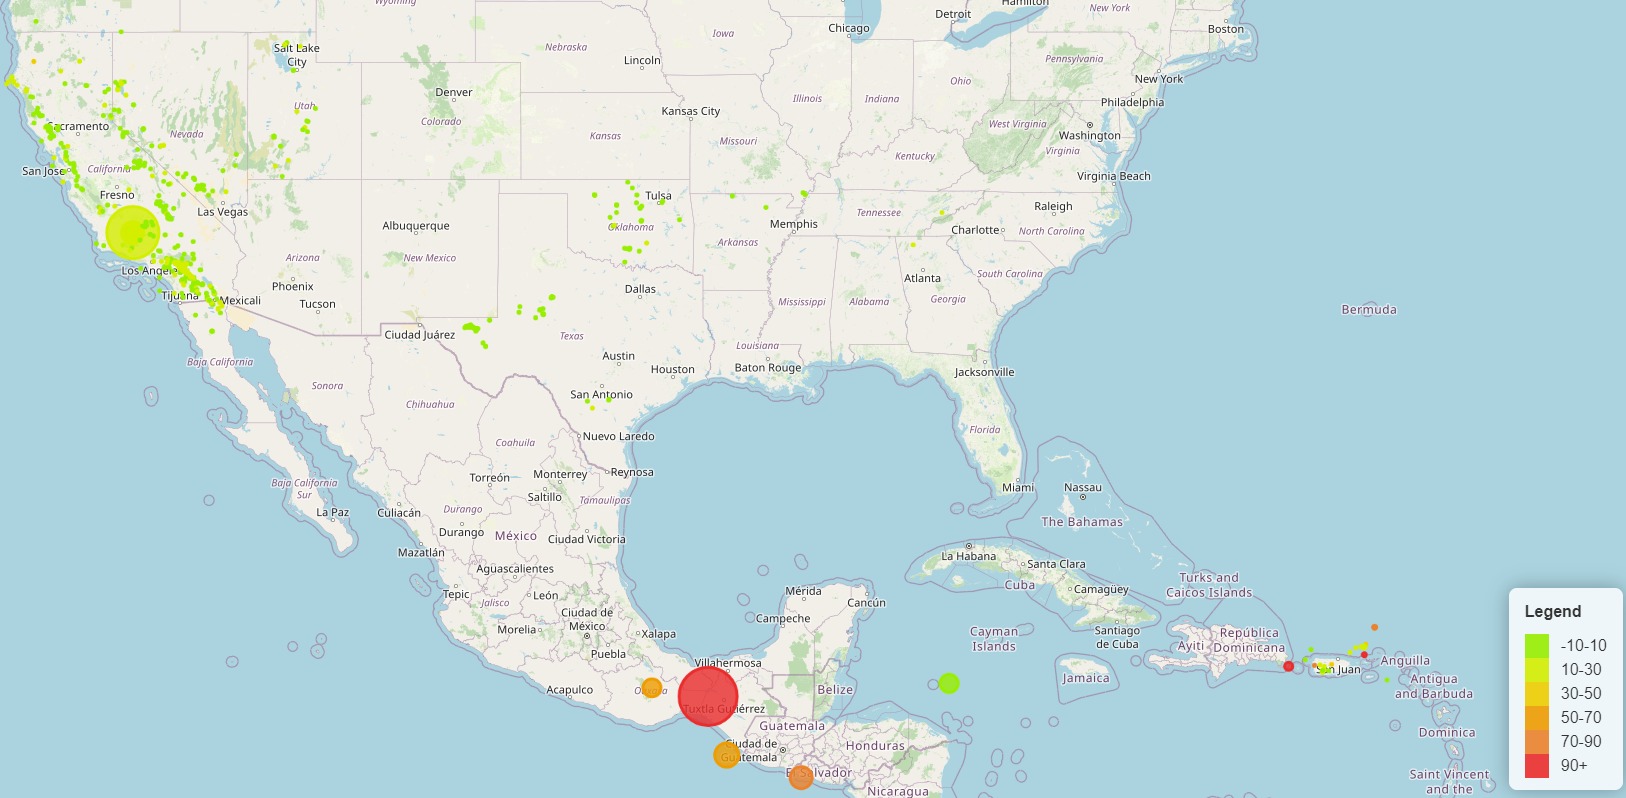 Wyoming
Hamilton
New York
Detroit
Chicago
Boston
Iowa
Nebraska
Salt Lake
City
Lincoln
Pennsylvania
New York
Ohio
Denver
Illinois
Indiana
Philadelphia
Utah
Kansas City
Colorado
West Virginia
Sacramento
Nevada
Kansas
Missouri
Washington
Virginia
Kentucky
San Jose
California
Virginia Beach
Fresno
Tulsa
Las Vegas
Raleigh
Tennessee
Albuquerque
Oklahoma
Memphis
Charlotte
North Carolina
Arkansas
Arizona
New Mexico
Los Angeles
South Carolina
Atlanta
Phoenix
Dallas
Tijuana
Mexicali
Tucson
Mississippi
Alabama
Georgia
Bermuda
Ciudad Juárez
Texas
Louisiana
Austin
Baja California
Houston
Baton Rouge
Jacksonville
Sonora
San Antonio
Chihuahua
Florida
Nuevo Laredo
Coahuila
Reynosa
Torreón
Monterrey
Baja California
Sur
Saltillo
Tamaulipas
Miami
Nassau
La Paz
Culiacán
Durango
The Bahamas
Durango
México
Ciudad Victoria
Mazatlán
La Habana
Santa Clara
Aguascalientes
Turks and
Caicos Islands
Cuba
Camagüey
Tepic
León
Mérida
Jalisco
Cancún
Ciudad de
México
Campeche
Morelia
Xalapa
Cayman
Islands
Santiago
de Cuba
República
Dominicana
Ayiti
Puebla
Villahermosa
San Juan
Anguilla
Jamaica
Antigua
and Barbuda
Acapulco
Oaxaca
Belize
Tuxtla Gutiérrez
Guatemala
Dominica
Ciudad de
Guatemala
Honduras
El Salvador
Saint Vincent
and the
Nicaragua
Legend
-10-10
10-30
30-50
50-70
70-90
90+